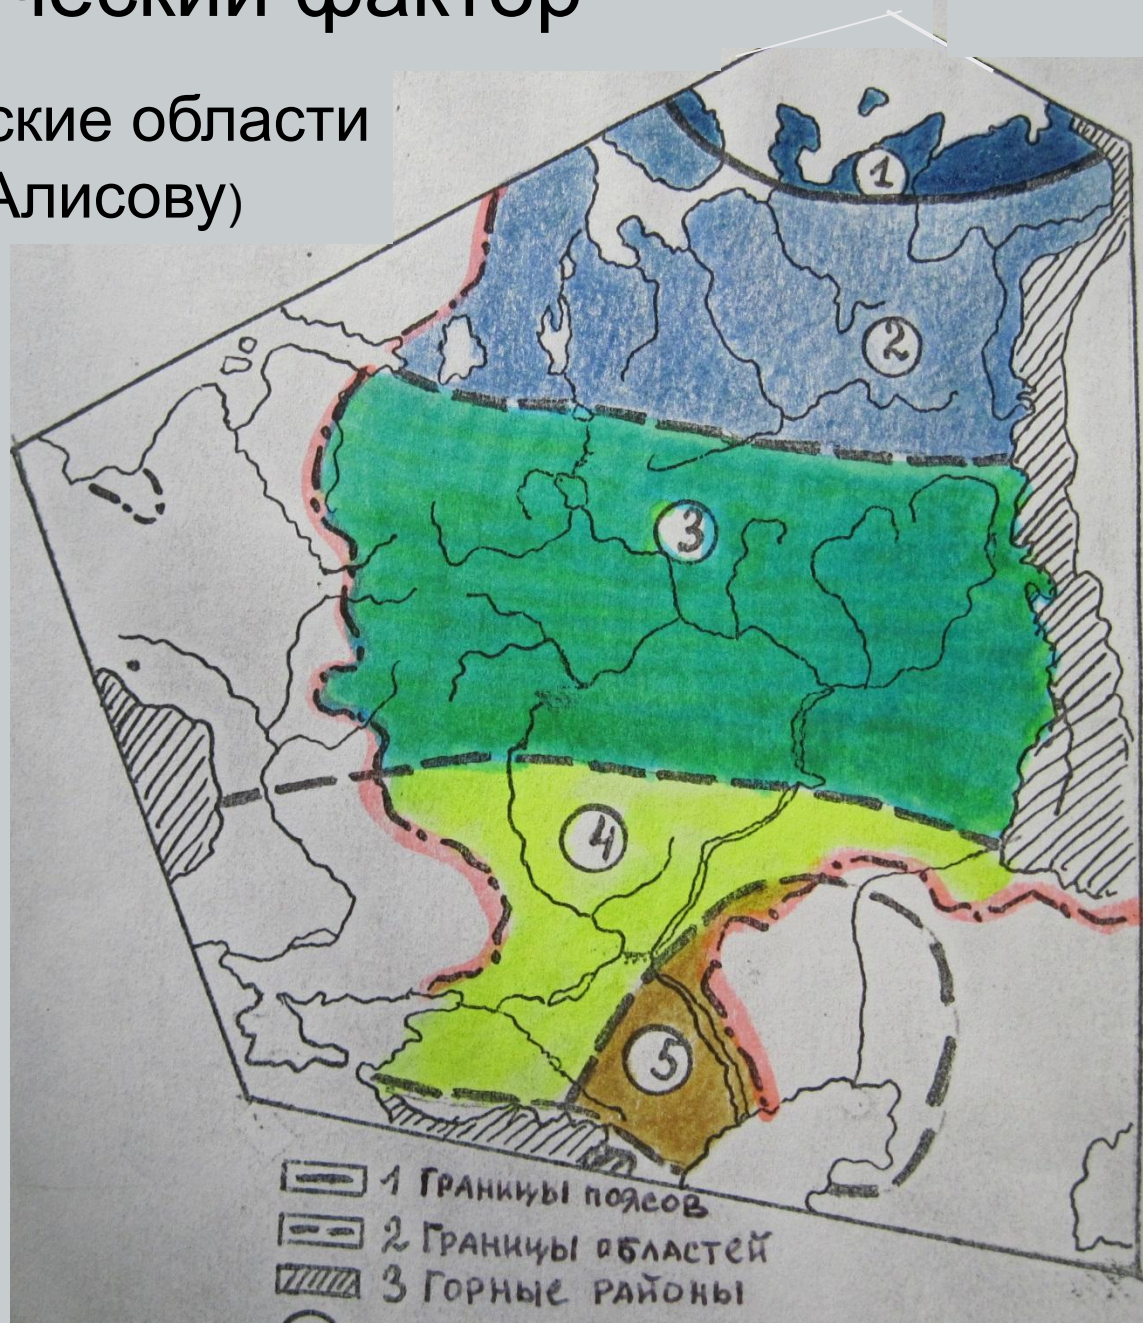 ческий фактор
ские области
Алисову)
1
2
3
4
5
1 Границы поясов
2 Границы областей
3 Горные районы